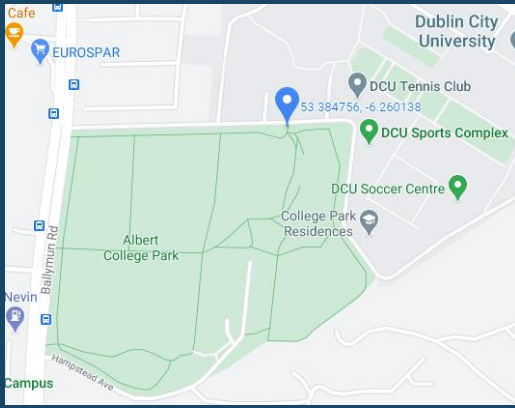 Cafe
EUROSPAR
Dublin City
University
DCU Tennis Club
53.384756, -6.260138
DCU Sports Complex
DCU Soccer Centre
College Park
Residences
Albert
College Park
Ballymun Rd
Nevin
Hampstead Ave
Campus